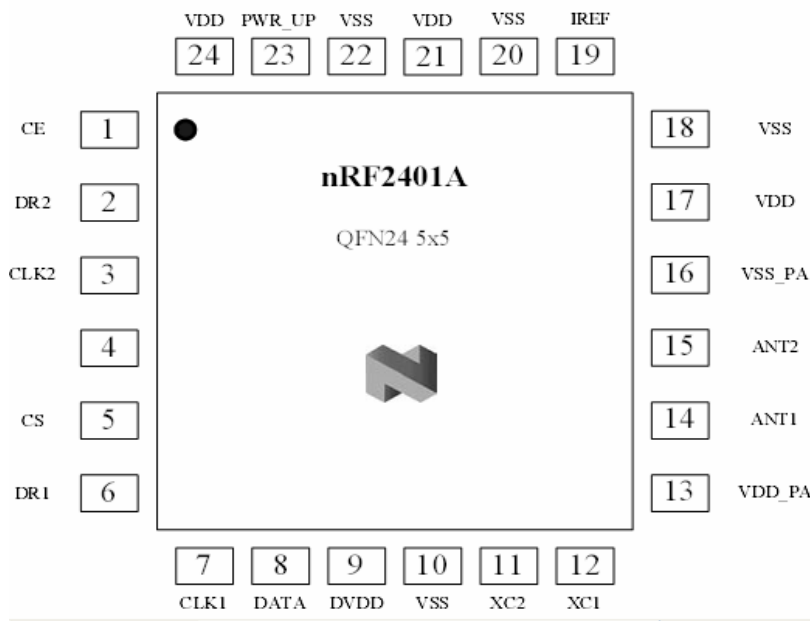 VDD PWR_UP VSS VDD VSS IREF
24 23 22 21 20 19
CE 1 18 VSS
nRF2401A
DR2 2 17 VDD
QFN24 5x5
CLK2 3 16 VSS_PA
4 15 ANT2
CS 5 14 ANT1
DR1 6 13 VDD_PA
7 8 9 10 11 12
CLK1 DATA DVDD VSS XC2 XC1